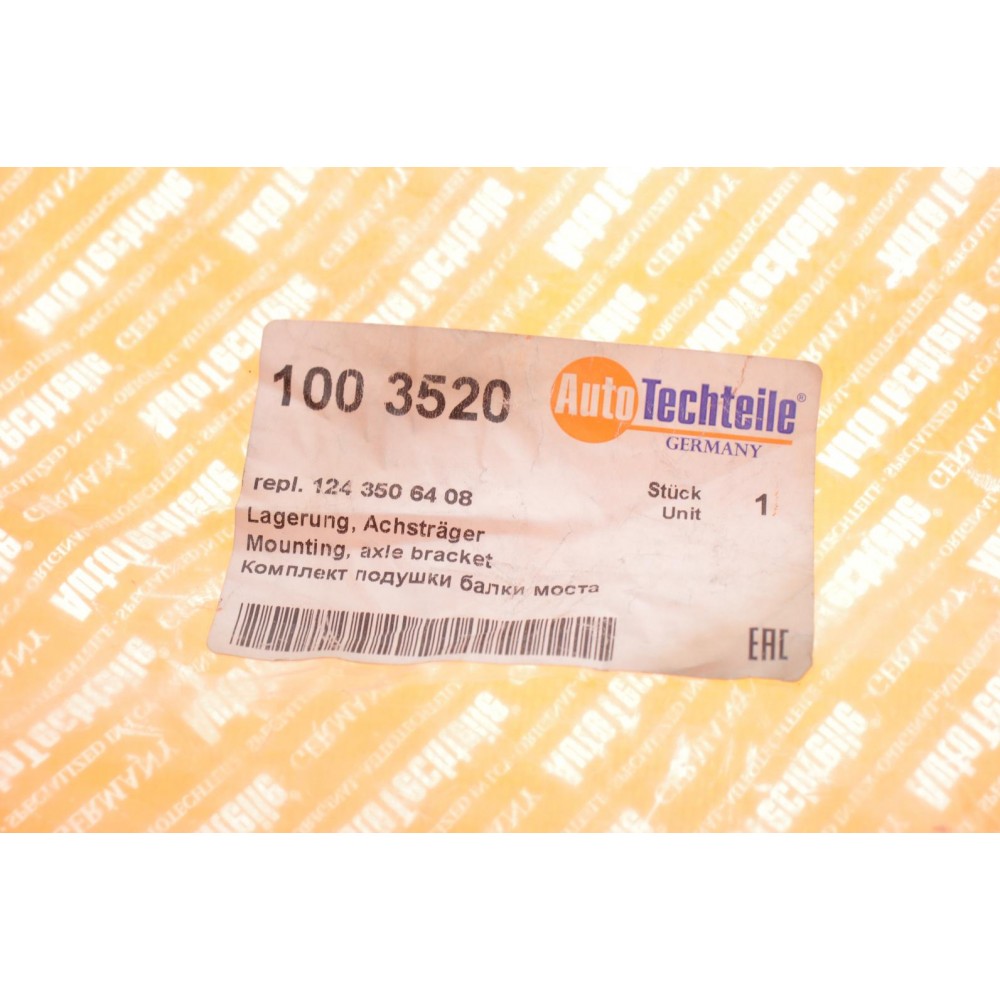 100 3520
AutoTechteile®
GERMANY
repl. 124 350 64 08
Stück 1
Unit
Lagerung, Achsträger
Mounting, axle bracket
Комплект подушки балки моста
EAC